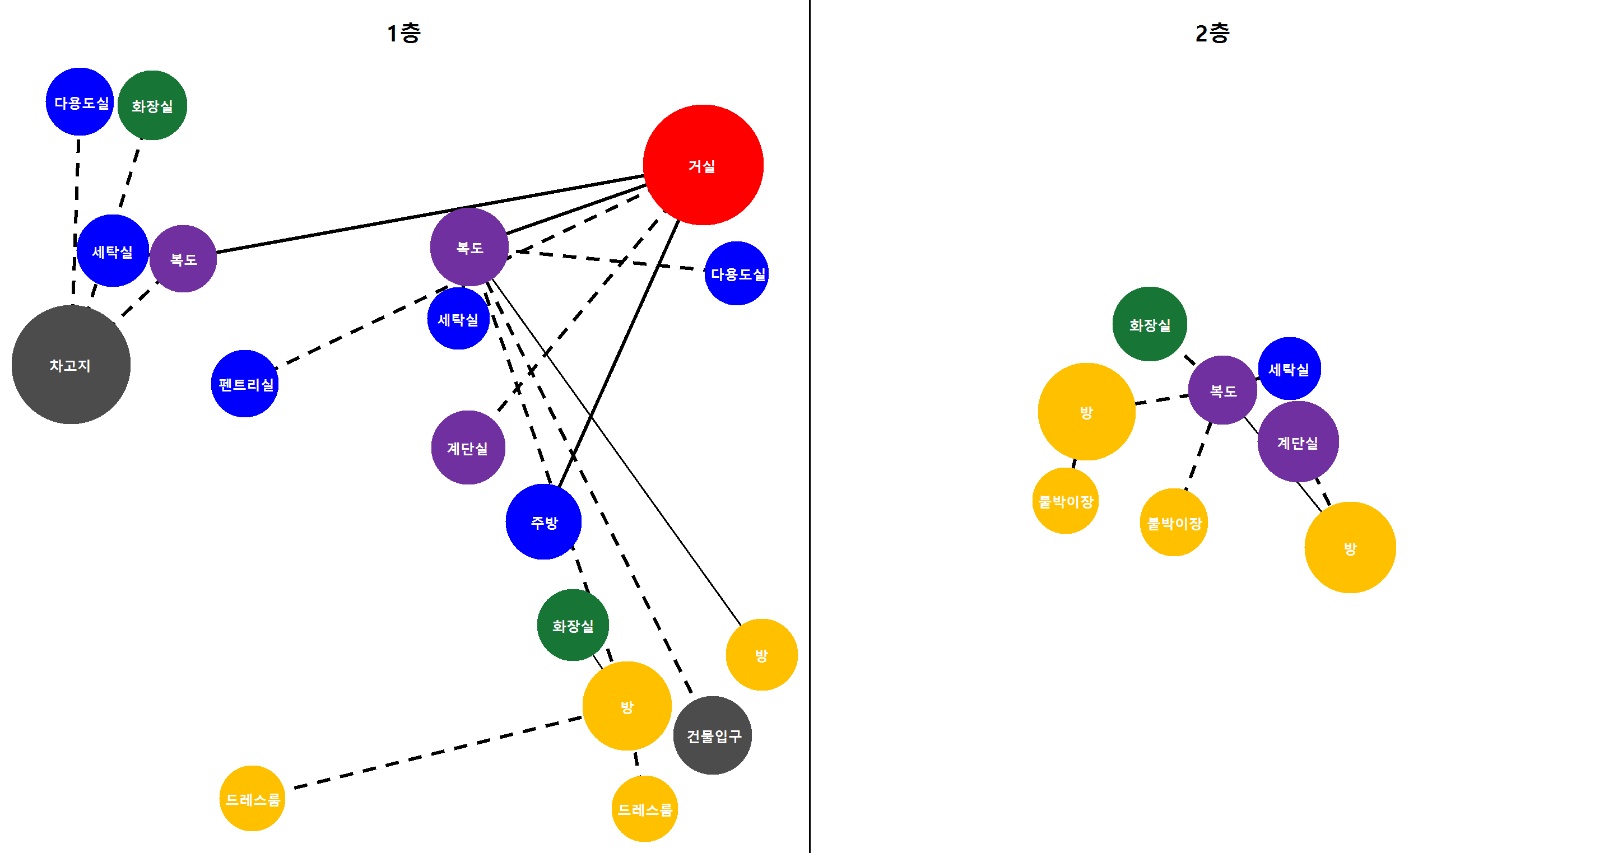 1층
다용도실
화장실
거실
세탁실
복도
복도
다용도실
세탁실
차고지
펜트리실
계단실
주방
화장실
방
방
건물입구
드레스룸
드레스룸
2층
화장실
세탁실
복도
방
계단실
붙박이장
붙박이장
방